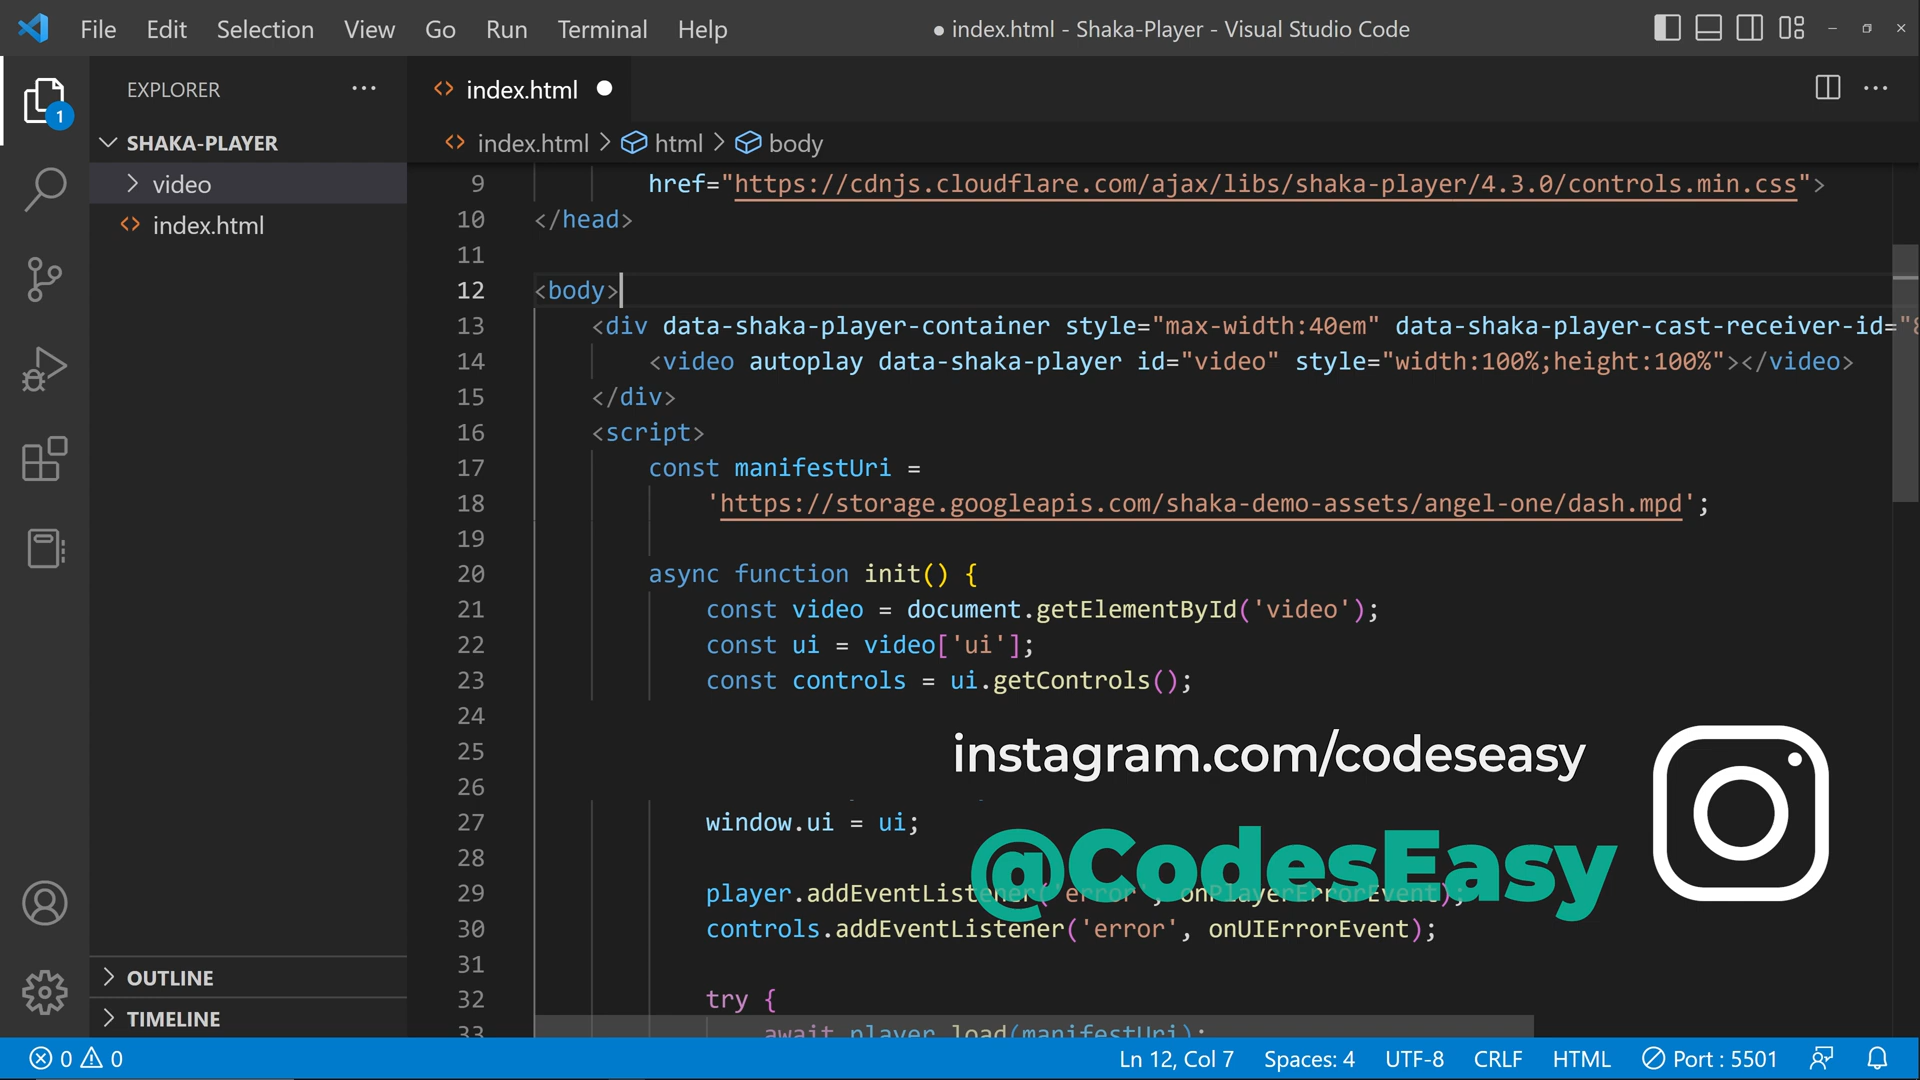 File Edit Selection View Go Run Terminal Help
● index.html - Shaka-Player - Visual Studio Code
EXPLORER
index.html
1
SHAKA-PLAYER
index.html > html > body
video
index.html
9 href="https://cdnjs.cloudflare.com/ajax/libs/shaka-player/4.3.0/controls.min.css">
10 </head>
11
12 <body>
13 <div data-shaka-player-container style="max-width:40em" data-shaka-player-cast-receiver-id="
14 <video autoplay data-shaka-player id="video" style="width:100%;height:100%"></video>
15 </div>
16 <script>
17 const manifestUri =
18 'https://storage.googleapis.com/shaka-demo-assets/angel-one/dash.mpd';
19
20 async function init() {
21 const video = document.getElementById('video');
22 const ui = video['ui'];
23 const controls = ui.getControls();
24
25
26
instagram.com/codeseasy
27 window.ui = ui;
28
@CodesEasy
29 player.addEventListener('error', onPlayerErrorEvent);
30 controls.addEventListener('error', onUIErrorEvent);
31
32 try {
33 await player.load(manifestUri);
OUTLINE
TIMELINE
0 0
Ln 12, Col 7 Spaces: 4 UTF-8 CRLF HTML Port : 5501